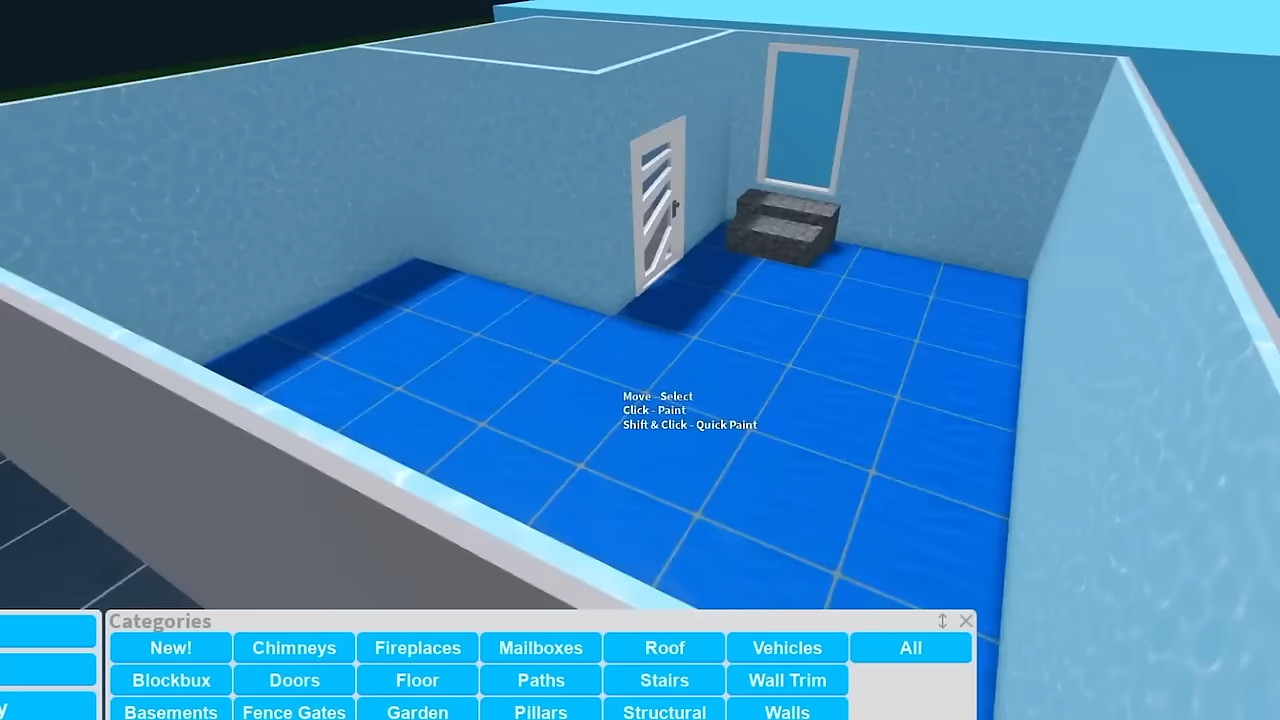 Move - Select
Click - Paint
Shift & Click - Quick Paint
Categories
New! Chimneys Fireplaces Mailboxes Roof Vehicles All
Blockbux Doors Floor Paths Stairs Wall Trim
Basements Fence Gates Garden Pillars Structural Walls